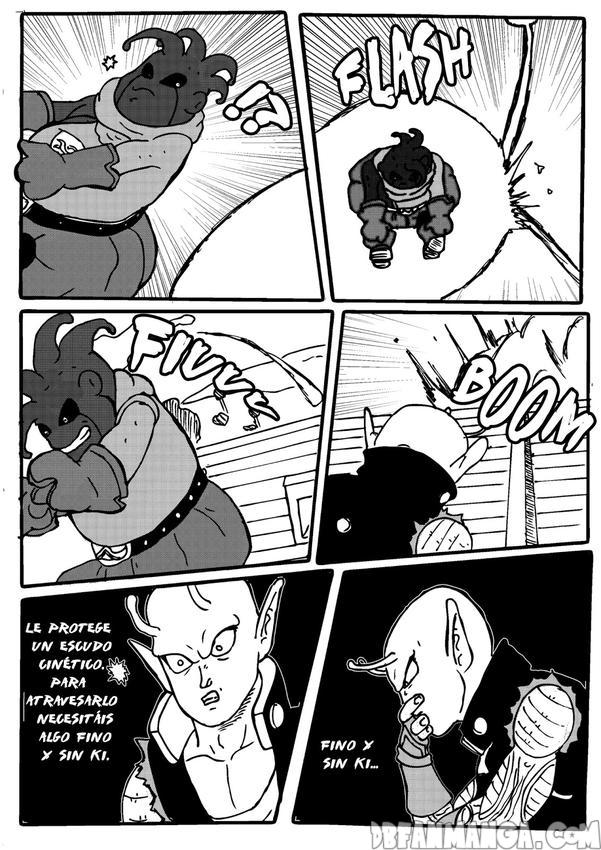 ¡¡
FLASH
FIUUU
BOOM
LE PROTEGE
UN ESCUDO
CINÉTICO.
PARA
ATRAVESARLO
NECESITÁIS
ALGO FINO
Y SIN KI.
FINO Y
SIN KI...
DBFANMANGA.COM